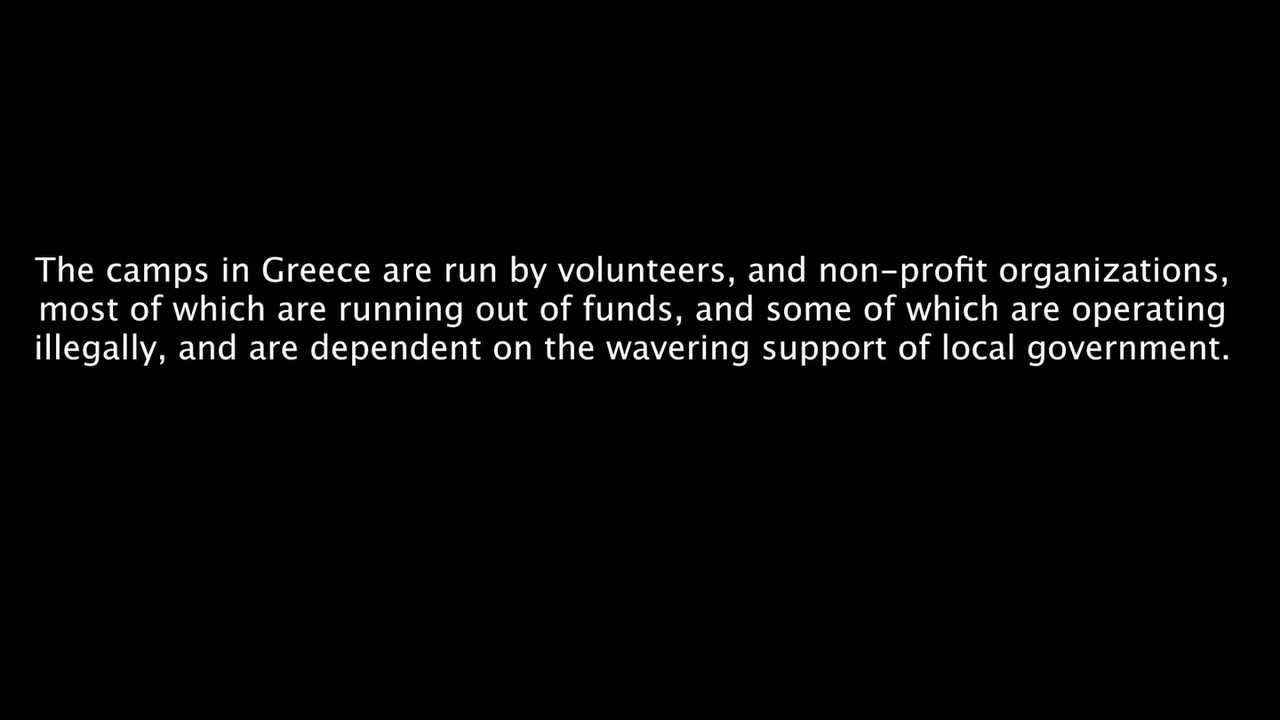 The camps in Greece are run by volunteers, and non-profit organizations,
most of which are running out of funds, and some of which are operating
illegally, and are dependent on the wavering support of local government.